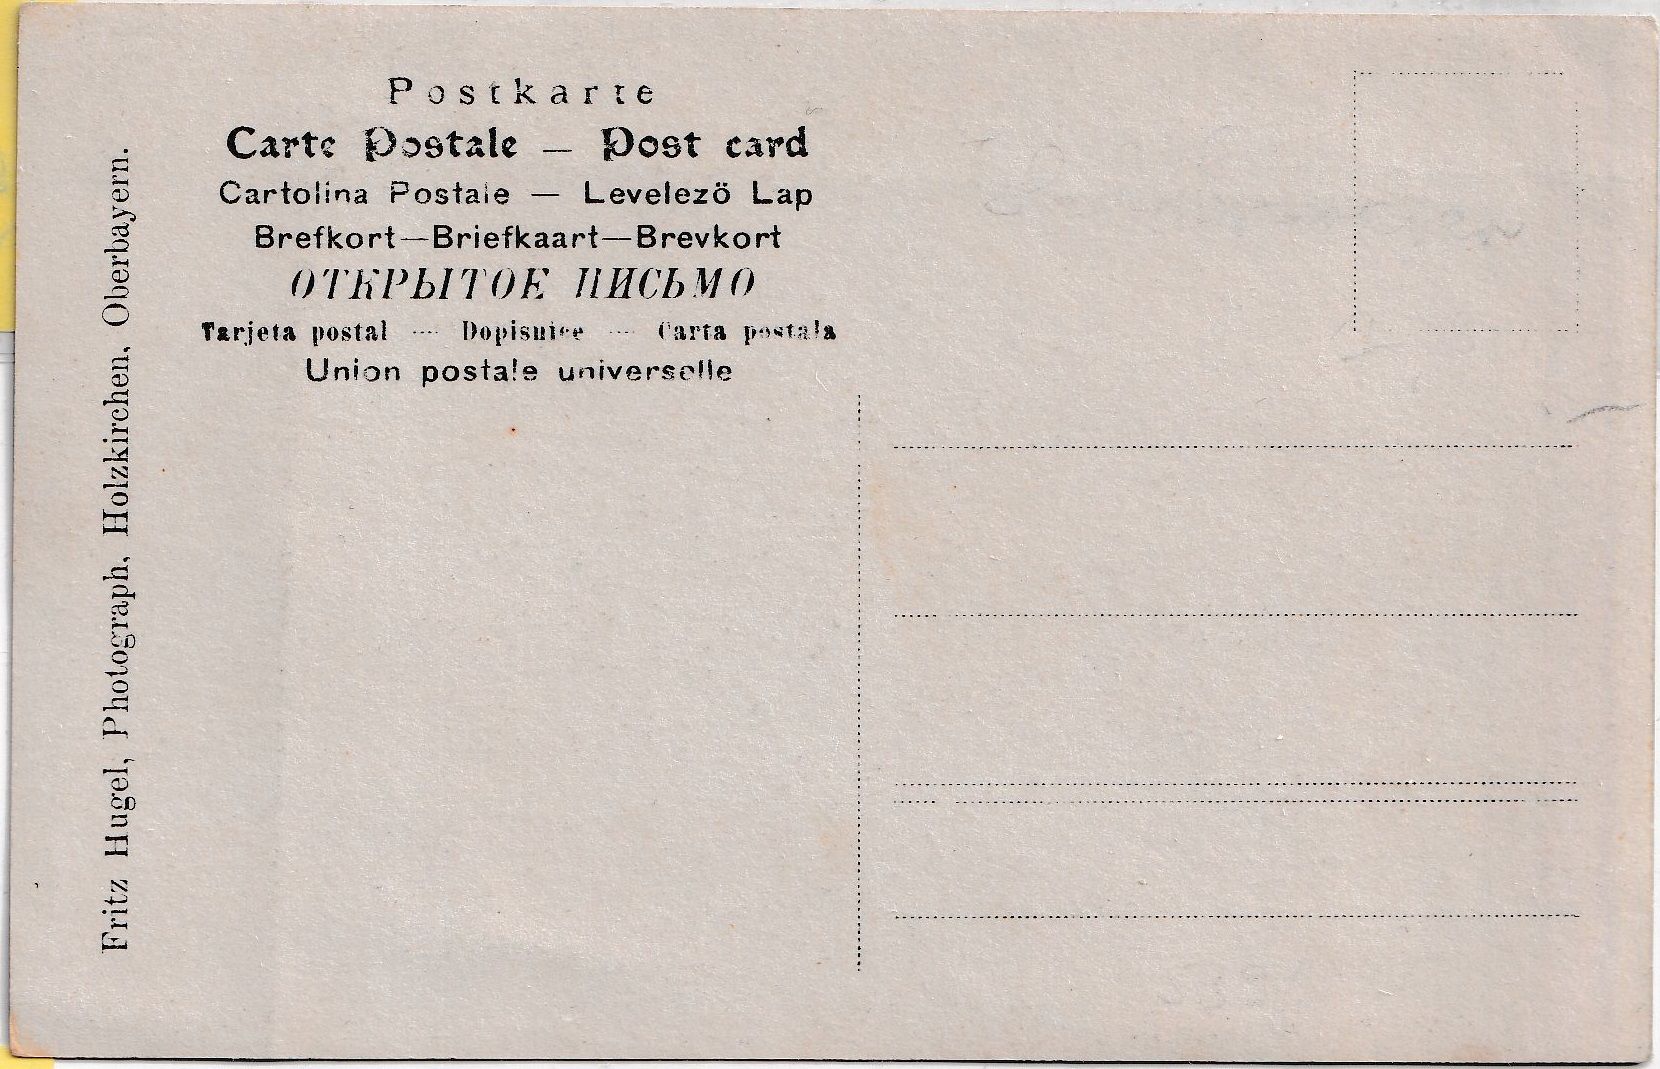 Postkarte
Carte Postale — Post card
Cartolina Postale — Levelezö Lap
Brefkort—Briefkaart—Brevkort
ОТКРЫТОЕ ПИСЬМО
Tarjeta postal — Dopisnice — Carta postala
Union postale universelle
Fritz Hugel, Photograph, Holzkirchen, Oberbayern.